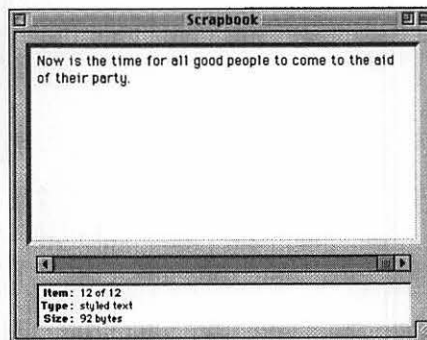 Scrapbook
Now is the time for all good people to come to the aid
of their party.
Item: 12 of 12
Type: styled text
Size: 92 bytes